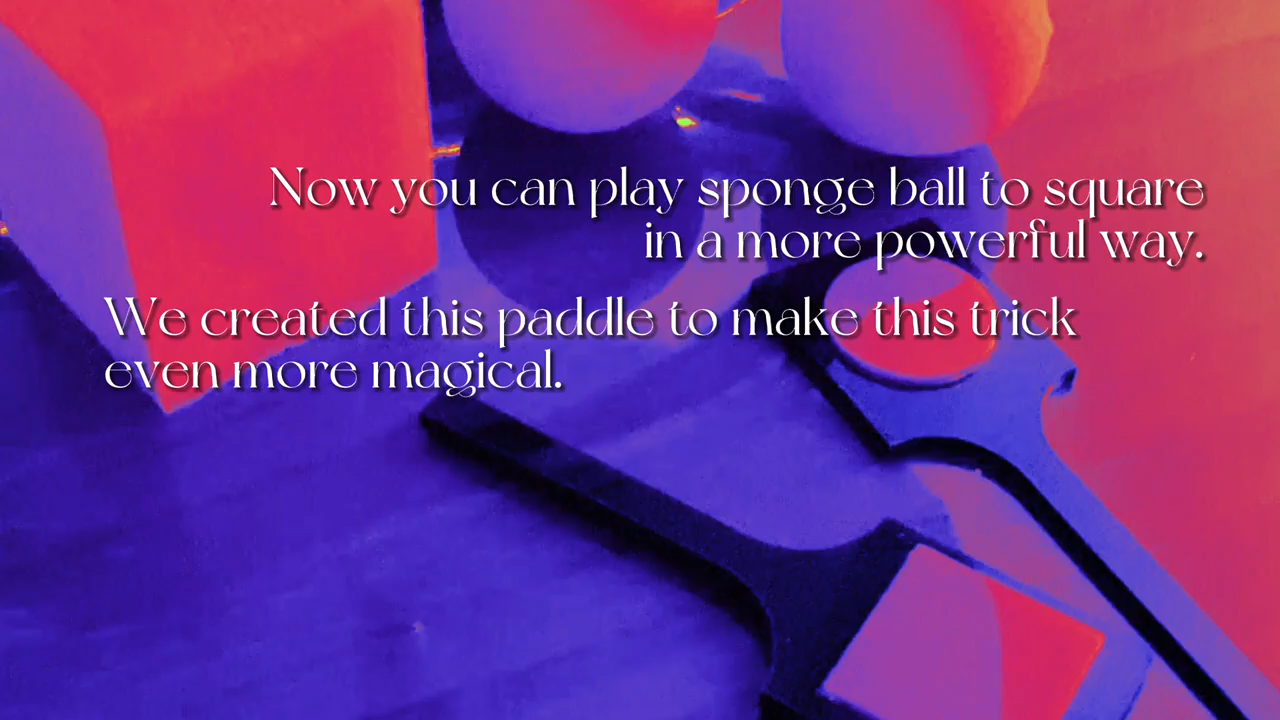 Now you can play sponge ball to square
in a more powerful way.
We created this paddle to make this trick
even more magical.